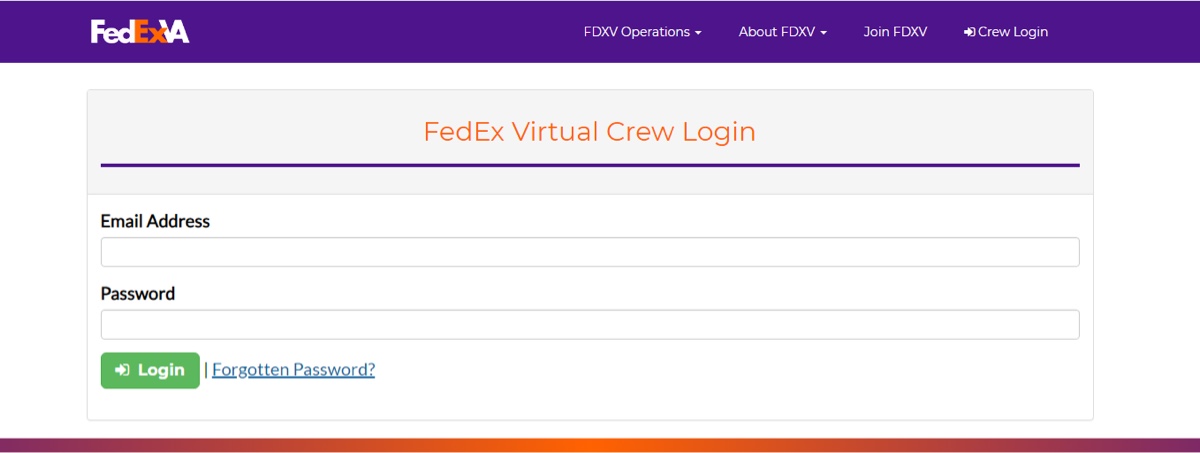 FedExVA
FDXV Operations
About FDXV
Join FDXV
Crew Login
FedEx Virtual Crew Login
Email Address
Password
Login | Forgotten Password?